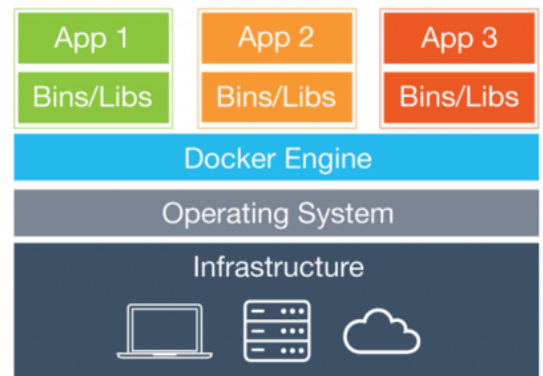 App 1
App 2
App 3
Bins/Libs
Bins/Libs
Bins/Libs
Docker Engine
Operating System
Infrastructure